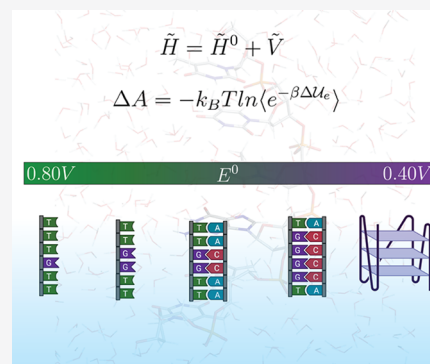 H̃ = H̃⁰ + Ṽ
ΔA = −k_BTln⟨e^{−βΔ𝒰_e}⟩
0.80V E⁰ 0.40V
T
T
T
G
T
T
T
T
G
G
T
T
T A
T A
G C
G C
T A
T A
T A
G C
G C
G C
G C
T A